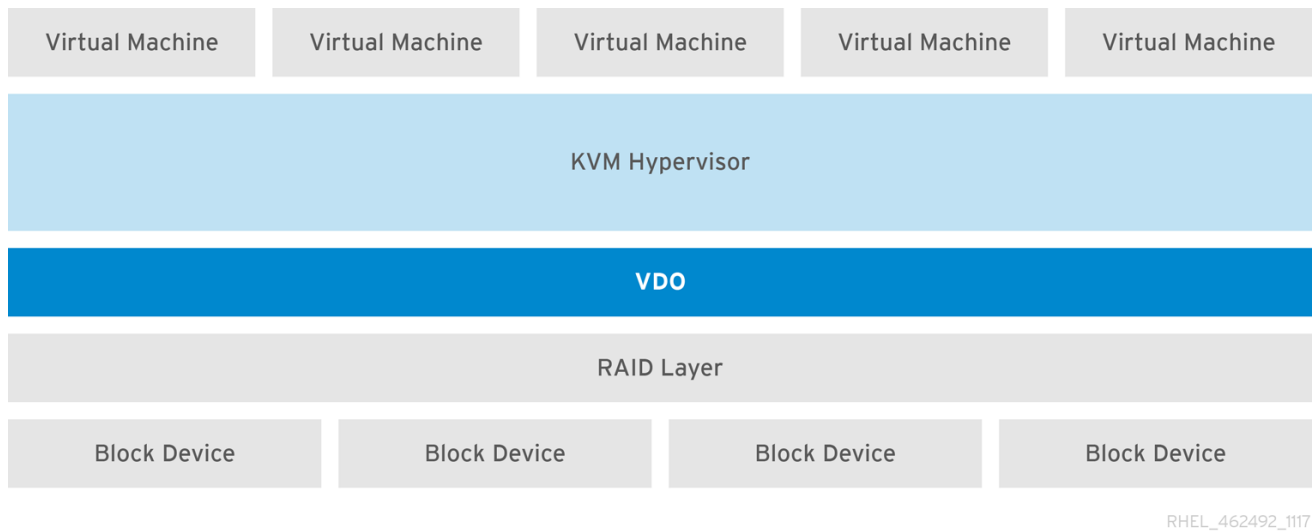 Virtual Machine Virtual Machine Virtual Machine Virtual Machine Virtual Machine
KVM Hypervisor
VDO
RAID Layer
Block Device Block Device Block Device Block Device
RHEL_462492_1117